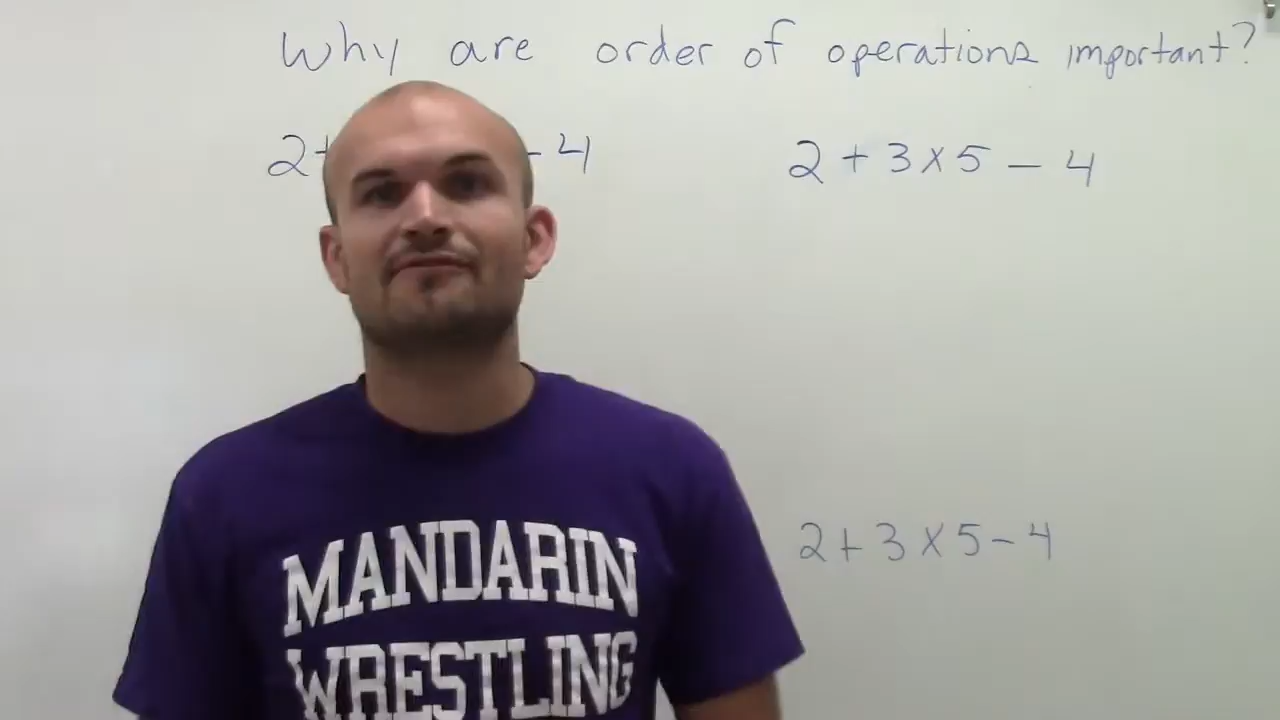 Why are order of operations important?
2+ - 4
2 + 3 x 5 - 4
2 + 3 x 5 - 4
MANDARIN
WRESTLING